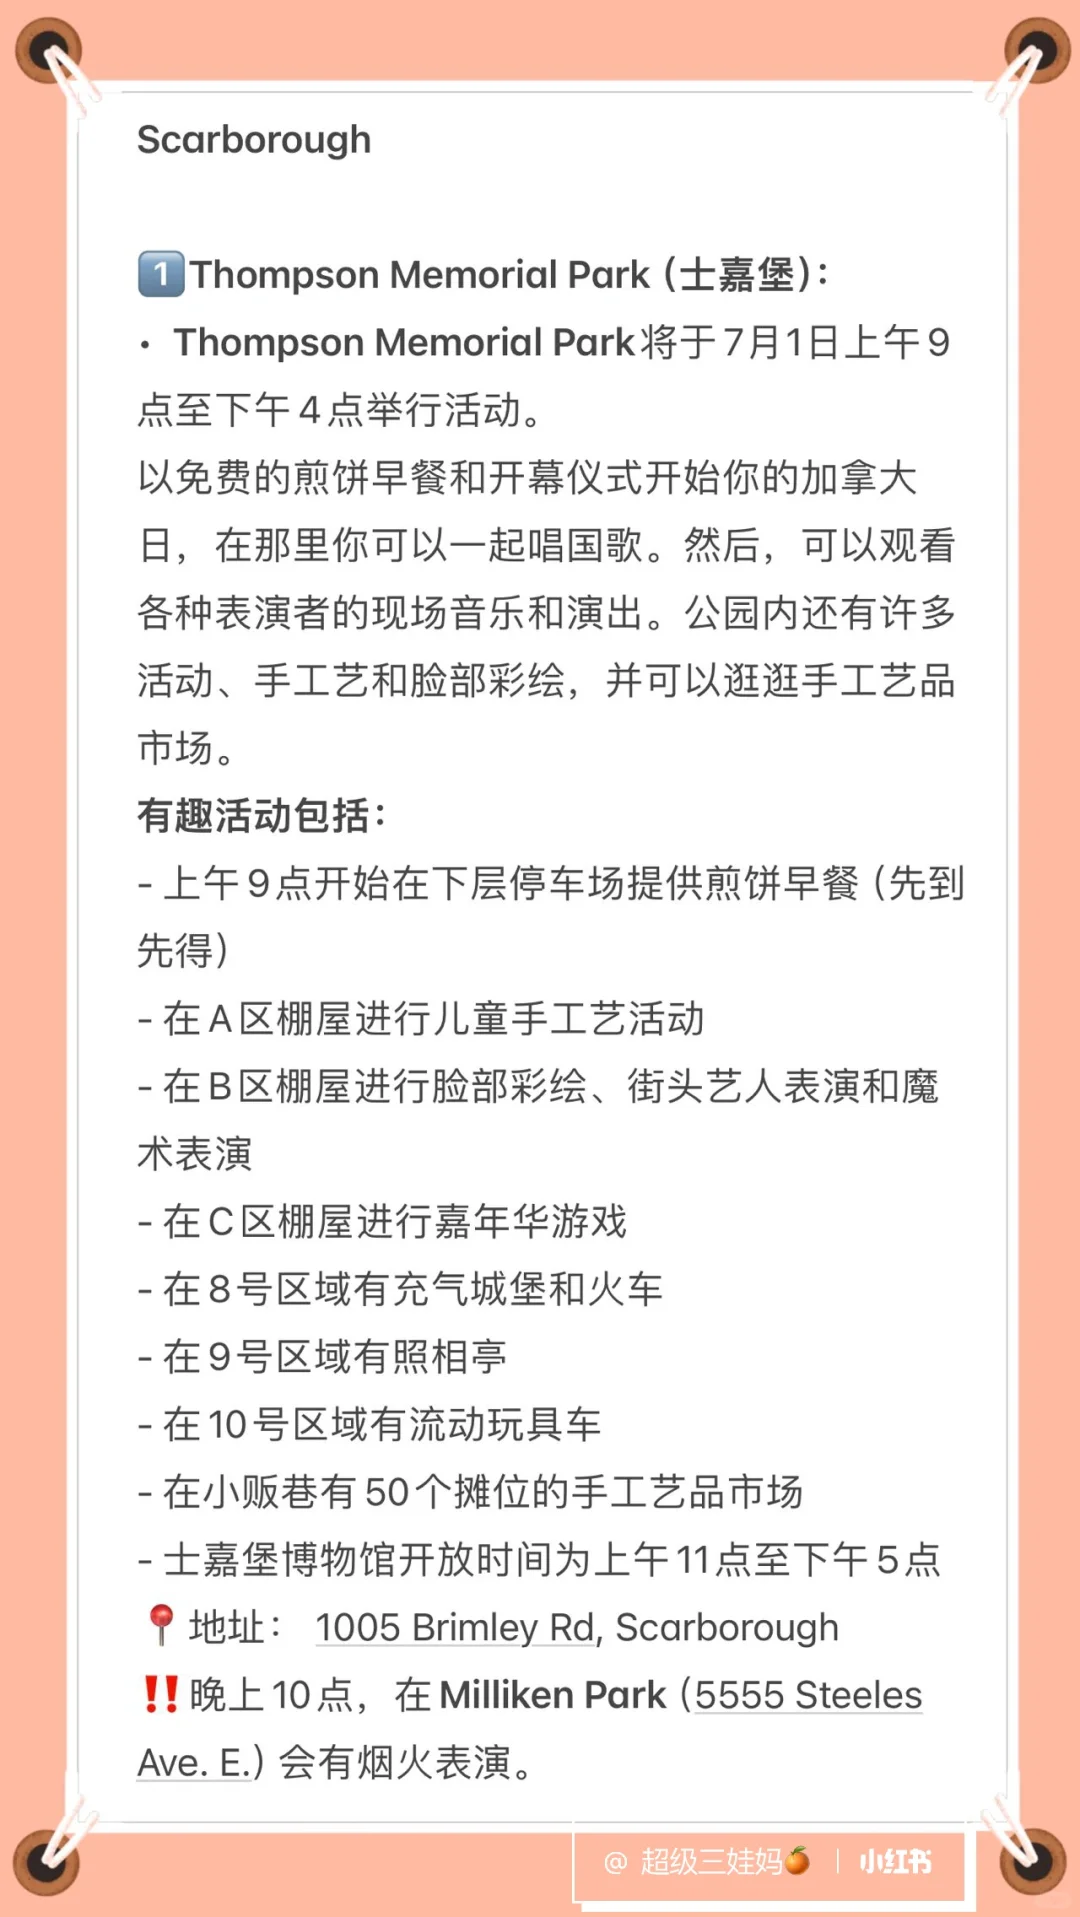 Scarborough
1️⃣Thompson Memorial Park（士嘉堡）：
• Thompson Memorial Park将于7月1日上午9
点至下午4点举行活动。
以免费的煎饼早餐和开幕仪式开始你的加拿大
日，在那里你可以一起唱国歌。然后，可以观看
各种表演者的现场音乐和演出。公园内还有许多
活动、手工艺和脸部彩绘，并可以逛逛手工艺品
市场。
有趣活动包括：
- 上午9点开始在下层停车场提供煎饼早餐（先到
先得）
- 在A区棚屋进行儿童手工艺活动
- 在B区棚屋进行脸部彩绘、街头艺人表演和魔
术表演
- 在C区棚屋进行嘉年华游戏
- 在8号区域有充气城堡和火车
- 在9号区域有照相亭
- 在10号区域有流动玩具车
- 在小贩巷有50个摊位的手工艺品市场
- 士嘉堡博物馆开放时间为上午11点至下午5点
📍地址： 1005 Brimley Rd, Scarborough
‼️晚上10点，在Milliken Park（5555 Steeles
Ave. E.）会有烟火表演。
@ 超级三娃妈🍊 | 小红书